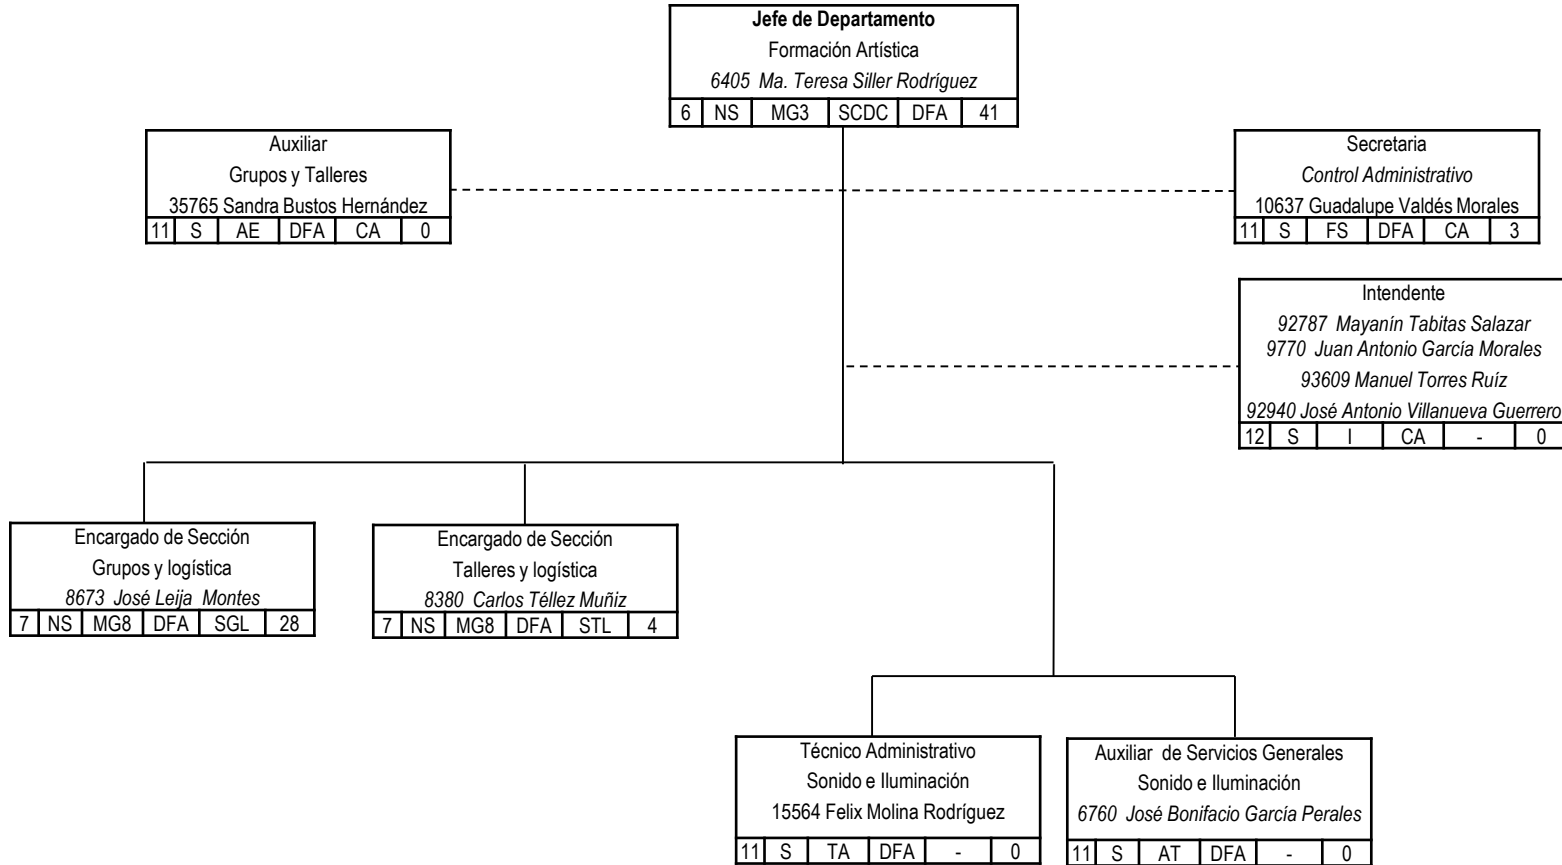 Jefe de Departamento
Formación Artística
6405 Ma. Teresa Siller Rodríguez
6 NS MG3 SCDC DFA 41
Auxiliar
Grupos y Talleres
35765 Sandra Bustos Hernández
11 S AE DFA CA 0
Secretaria
Control Administrativo
10637 Guadalupe Valdés Morales
11 S FS DFA CA 3
Intendente
92787 Mayanín Tabitas Salazar
9770 Juan Antonio García Morales
93609 Manuel Torres Ruíz
92940 José Antonio Villanueva Guerrero
12 S I CA - 0
Encargado de Sección
Grupos y logística
8673 José Leija Montes
7 NS MG8 DFA SGL 28
Encargado de Sección
Talleres y logística
8380 Carlos Téllez Muñiz
7 NS MG8 DFA STL 4
Técnico Administrativo
Sonido e Iluminación
15564 Felix Molina Rodríguez
11 S TA DFA - 0
Auxiliar de Servicios Generales
Sonido e Iluminación
6760 José Bonifacio García Perales
11 S AT DFA - 0